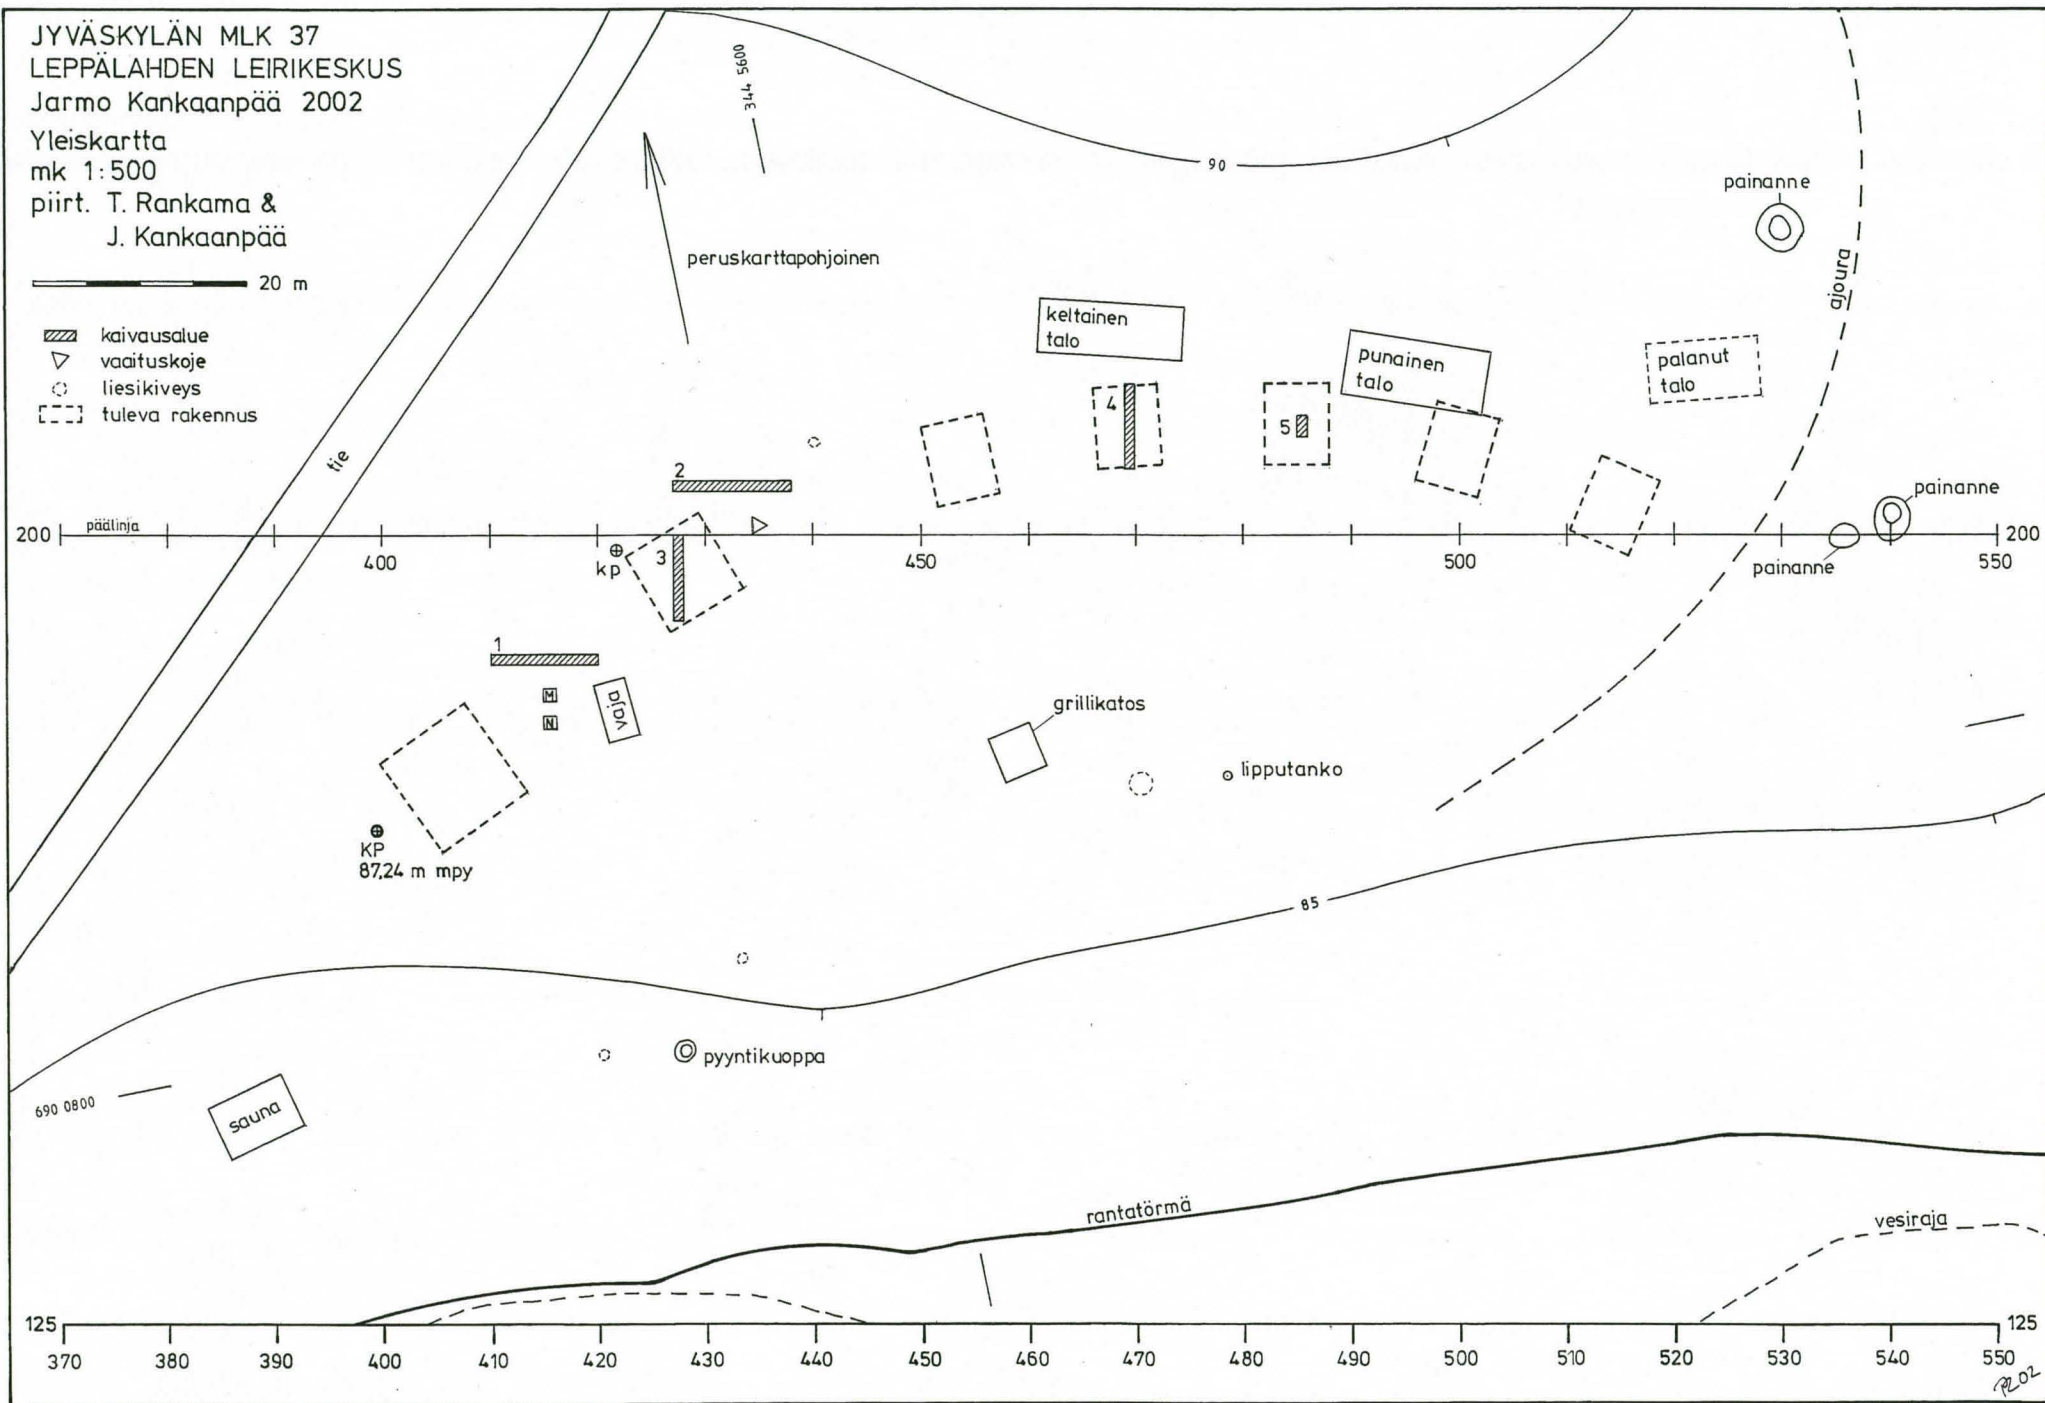 JYVÄSKYLÄN MLK 37
LEPPÄLAHDEN LEIRIKESKUS
Jarmo Kankaanpää 2002
Yleiskartta
mk 1:500
piirt. T. Rankama &
J. Kankaanpää
20 m
kaivausalue
vaaituskoje
liesikiveys
tuleva rakennus
344 5600
90
peruskarttapohjoinen
painanne
ajoura
keltainen
talo
punainen
talo
palanut
talo
4
5
tie
2
painanne
200
päälinja
200
400
kp
3
450
500
painanne
550
1
M
N
vaja
grillikatos
lipputanko
KP
87,24 m mpy
85
pyyntikuoppa
690 0800
sauna
rantatörmä
vesiraja
125
125
370 380 390 400 410 420 430 440 450 460 470 480 490 500 510 520 530 540 550